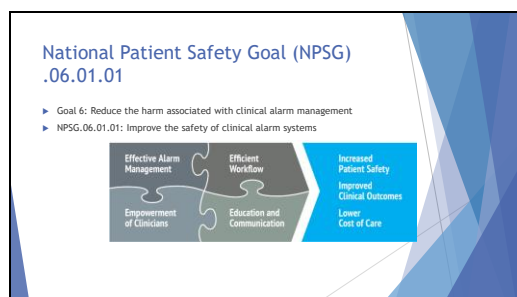 National Patient Safety Goal (NPSG)
.06.01.01
Goal 6: Reduce the harm associated with clinical alarm management
NPSG.06.01.01: Improve the safety of clinical alarm systems
Effective Alarm
Management
Efficient
Workflow
Empowerment
of Clinicians
Education and
Communication
Increased
Patient Safety
Improved
Clinical Outcomes
Lower
Cost of Care